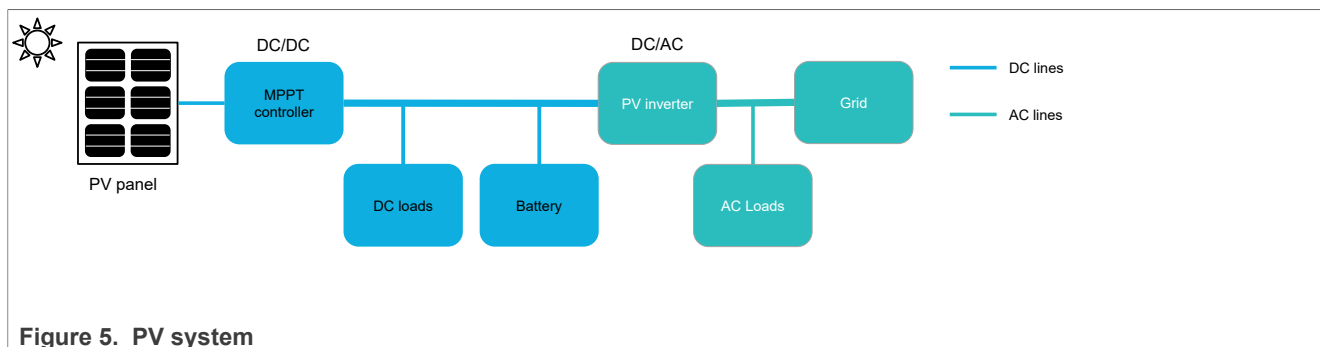 DC/DC
DC/AC
MPPT
controller
PV inverter
Grid
DC lines
AC lines
PV panel
DC loads
Battery
AC Loads
Figure 5. PV system